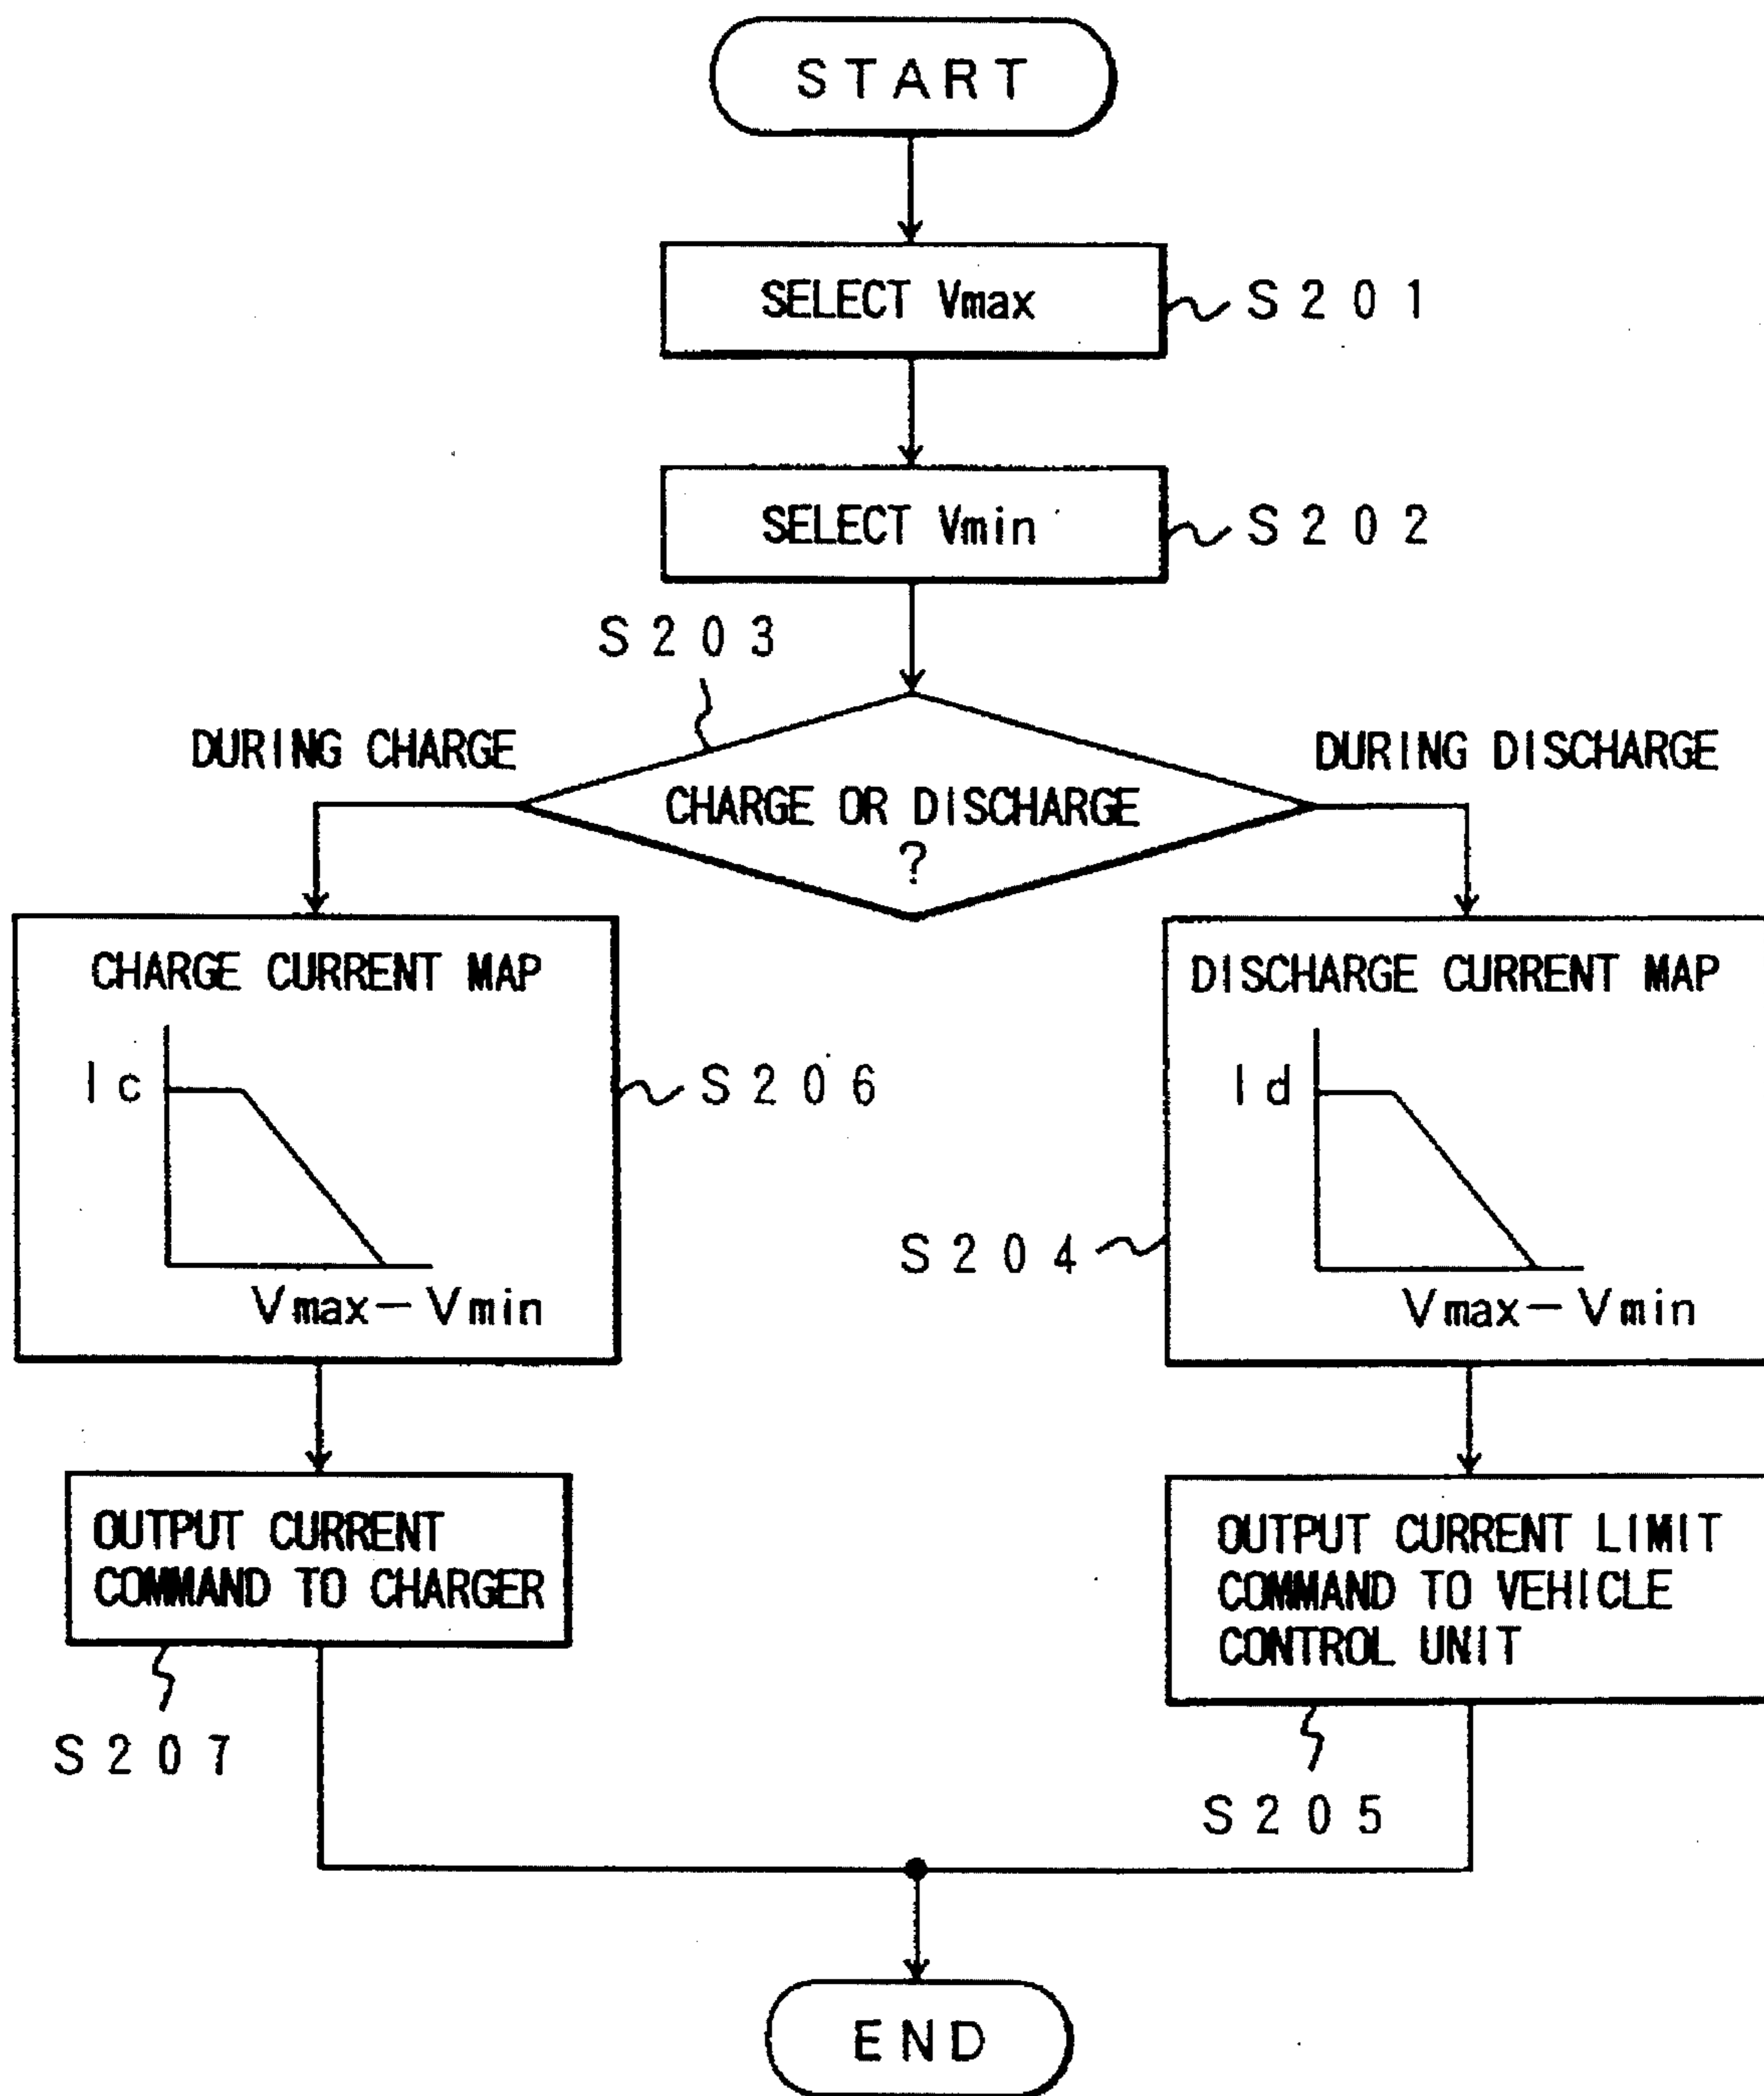 START
SELECT Vmax
S201
SELECT Vmin
S202
S203
DURING CHARGE
DURING DISCHARGE
CHARGE OR DISCHARGE
?
CHARGE CURRENT MAP
Ic
Vmax-Vmin
S206
DISCHARGE CURRENT MAP
Id
Vmax-Vmin
S204
OUTPUT CURRENT
COMMAND TO CHARGER
S207
OUTPUT CURRENT LIMIT
COMMAND TO VEHICLE
CONTROL UNIT
S205
END